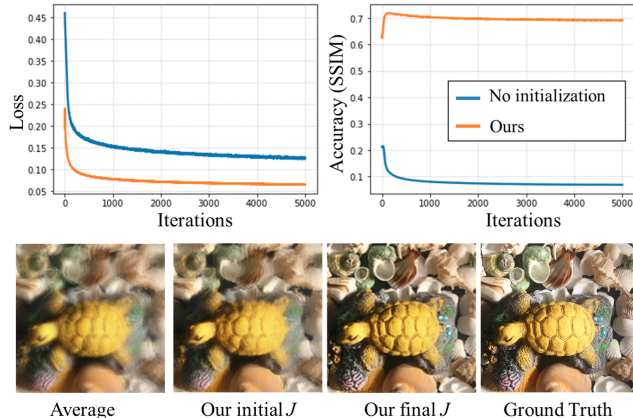 0.45
0.40
0.35
0.30
0.25
0.20
0.15
0.10
0.05
Loss
0 1000 2000 3000 4000 5000
Iterations
0.7
0.6
0.5
0.4
0.3
0.2
0.1
Accuracy (SSIM)
No initialization
Ours
0 1000 2000 3000 4000 5000
Iterations
Average Our initial J Our final J Ground Truth